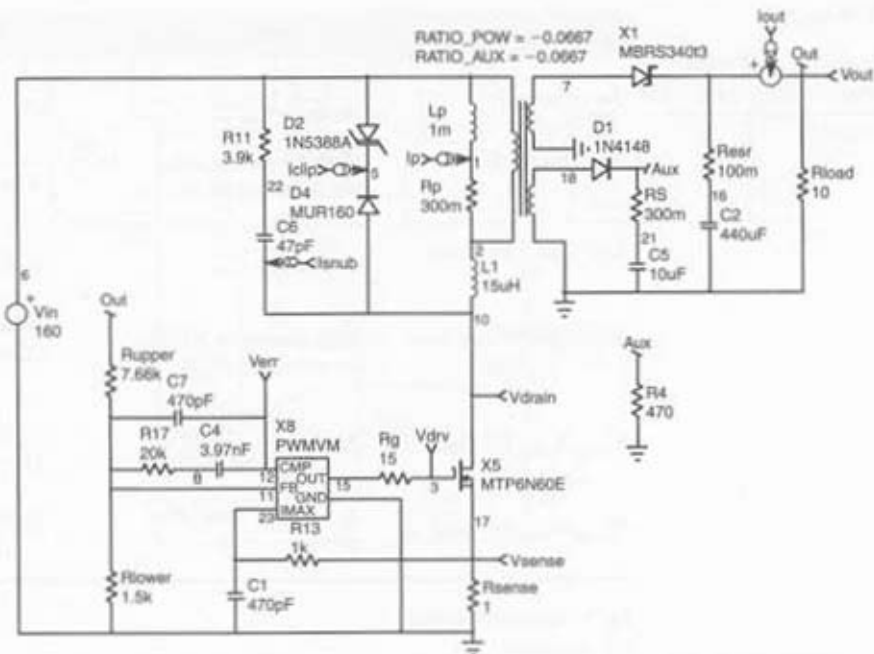 RATIO_POW = -0.0667
RATIO_AUX = -0.0667
X1
MBRS340t3
Iout
+
Out
Vout
7
Lp
1m
D1
1N4148
Aux
18
D2
1N5388A
R11
3.9k
Iclip
5
Ip
1
22
D4
MUR160
Rp
300m
RS
300m
Resr
100m
16
C2
440uF
Rload
10
C6
47pF
Isnub
2
L1
15uH
21
C5
10uF
6
+
Vin
160
Out
10
Rupper
7.66k
Verr
Aux
C7
470pF
Vdrain
R4
470
X8
PWMVM
R17
20k
C4
3.97nF
Rg
15
Vdrv
X5
MTP6N60E
8
12
CMP
OUT
15
3
FB
11
GND
IMAX
23
17
R13
1k
Vsense
Rlower
1.5k
C1
470pF
Rsense
1